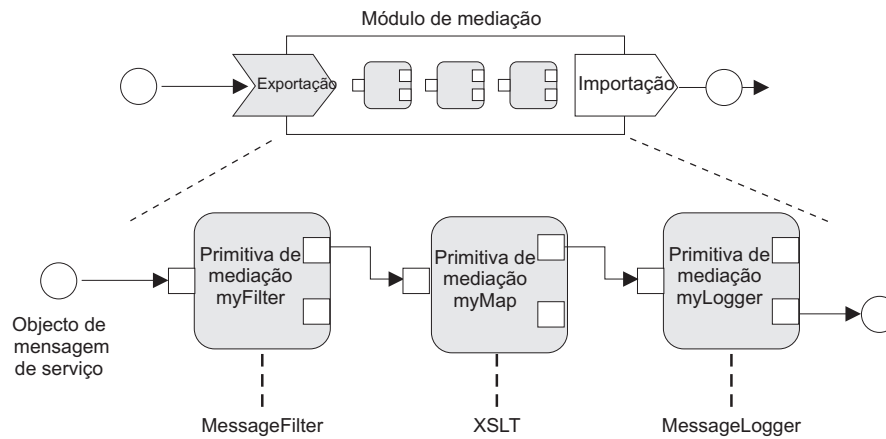 Módulo de mediação
Exportação
Importação
Primitiva de
mediação
myFilter
Primitiva de
mediação
myMap
Primitiva de
mediação
myLogger
Objecto de
mensagem
de serviço
MessageFilter
XSLT
MessageLogger